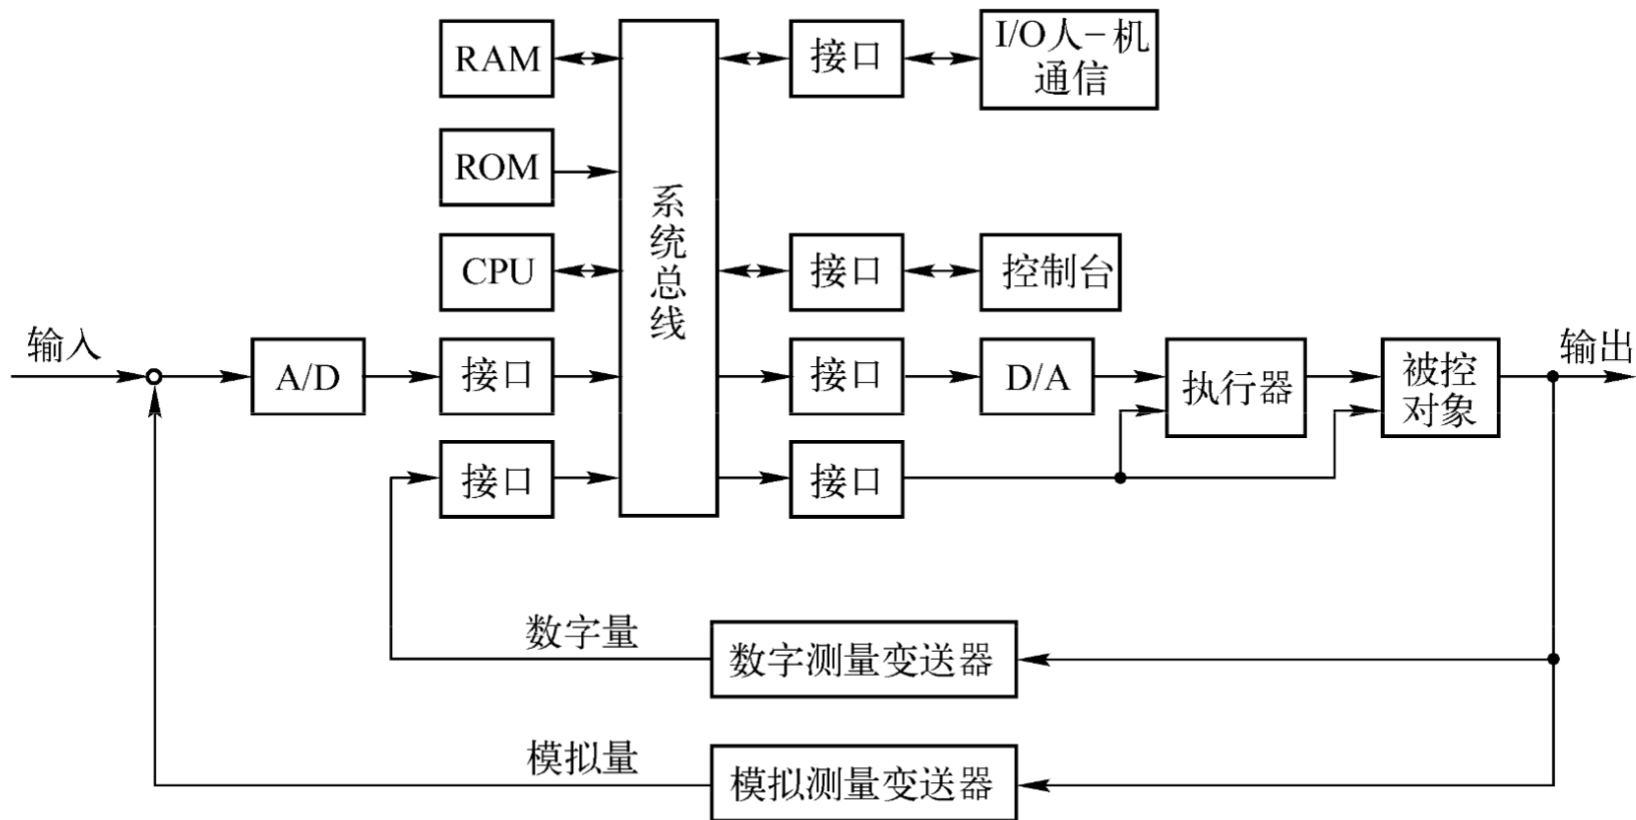 RAM
接口
I/O人-机
通信
ROM
系统总线
CPU
接口
控制台
输入
A/D
接口
接口
D/A
执行器
被控
对象
输出
接口
接口
数字量
数字测量变送器
模拟量
模拟测量变送器